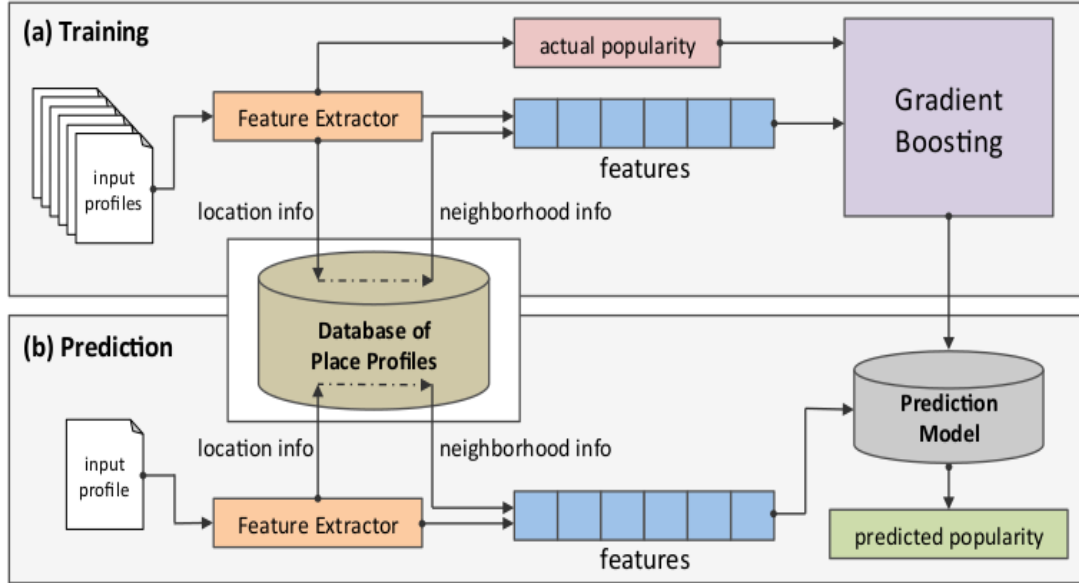 (a) Training
actual popularity
Feature Extractor
Gradient
Boosting
input
profiles
features
location info
neighborhood info
Database of
Place Profiles
(b) Prediction
Prediction
Model
location info
neighborhood info
input
profile
Feature Extractor
features
predicted popularity